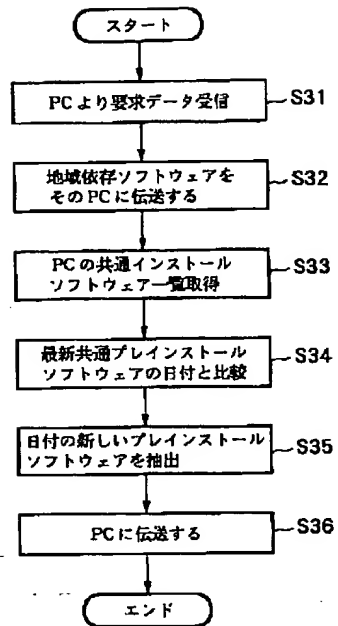 スタート
PCより要求データ受信
S31
地域依存ソフトウェアを
そのPCに伝送する
S32
PCの共通インストール
ソフトウェア一覧取得
S33
最新共通プレインストール
ソフトウェアの日付と比較
S34
日付の新しいプレインストール
ソフトウェアを抽出
S35
PCに伝送する
S36
エンド